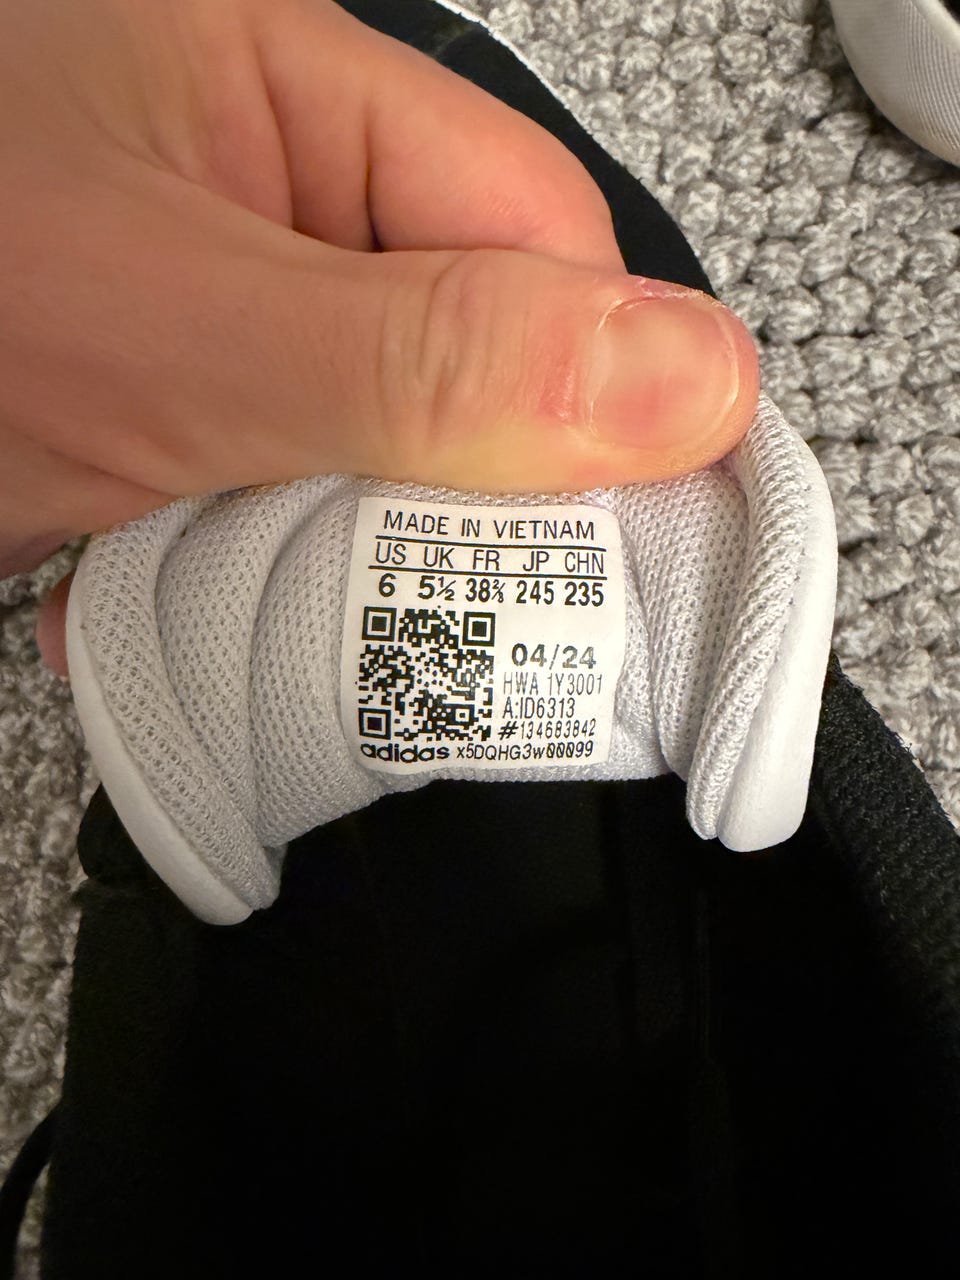 MADE IN VIETNAM
US UK FR JP CHN
6 5½ 38⅔ 245 235
04/24
HWA 1Y3001
A:ID6313
#134683842
adidas x5DQHG3w00099